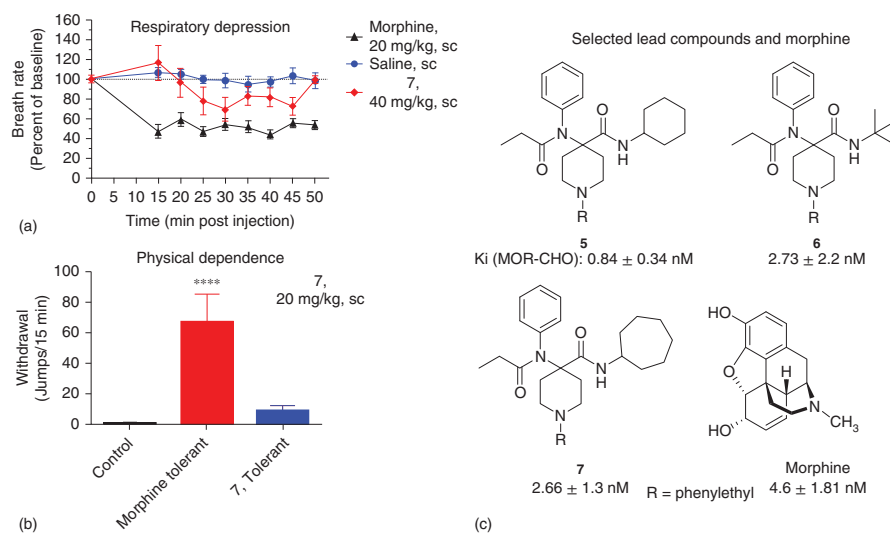 Respiratory depression
160
140
120
100
80
60
40
20
0
Breath rate
(Percent of baseline)
0
15
20
25
30
35
40
45
50
Time (min post injection)
Morphine,
20 mg/kg, sc
Saline, sc
7,
40 mg/kg, sc
(a)
Physical dependence
100
80
60
40
20
0
Withdrawal
(Jumps/15 min)
****
7,
20 mg/kg, sc
Control
Morphine tolerant
7, Tolerant
(b)
Selected lead compounds and morphine
N
O
O
N
H
N
R
5
Ki (MOR-CHO): 0.84 ± 0.34 nM
N
O
O
N
H
N
R
6
2.73 ± 2.2 nM
N
O
O
N
H
N
R
7
2.66 ± 1.3 nM
R = phenylethyl
HO
O
H
N
CH3
HO
Morphine
4.6 ± 1.81 nM
(c)